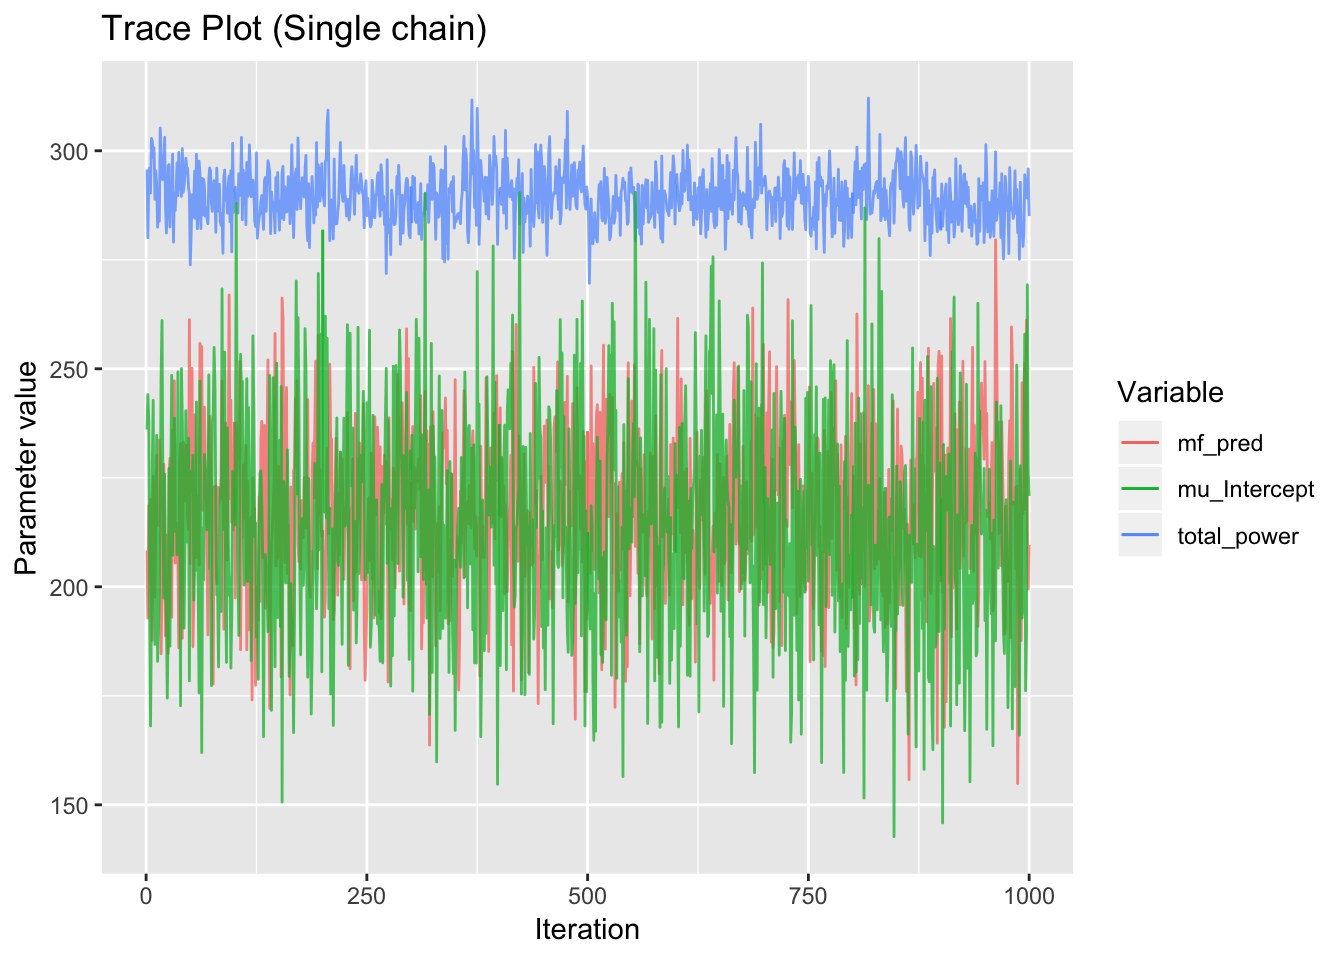 Trace Plot (Single chain)
Parameter value
300
250
200
150
0 250 500 750 1000
Iteration
Variable
mf_pred
mu_Intercept
total_power